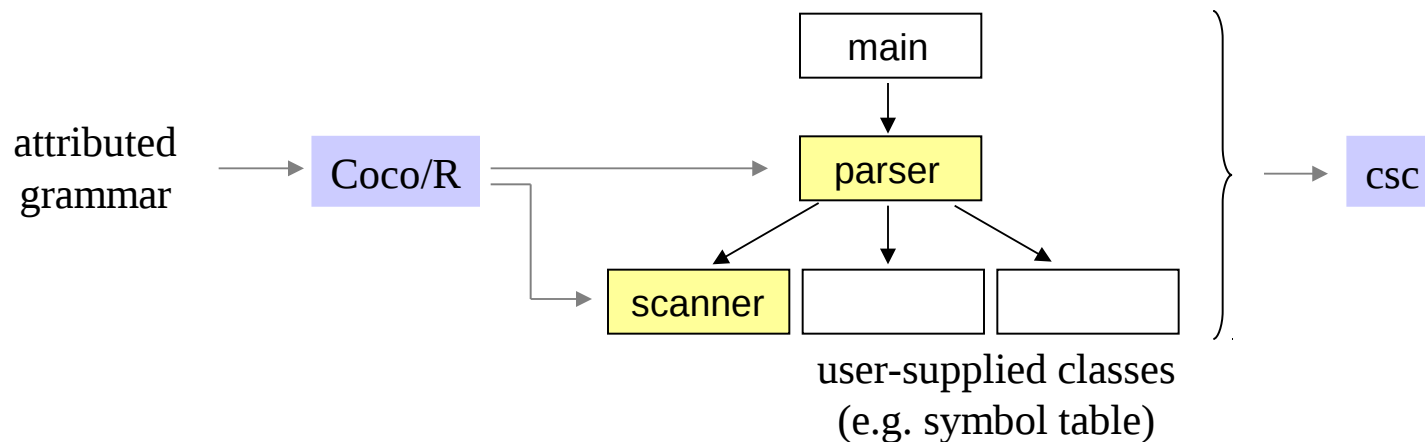 main
attributed
grammar
Coco/R
parser
csc
scanner
user-supplied classes
(e.g. symbol table)